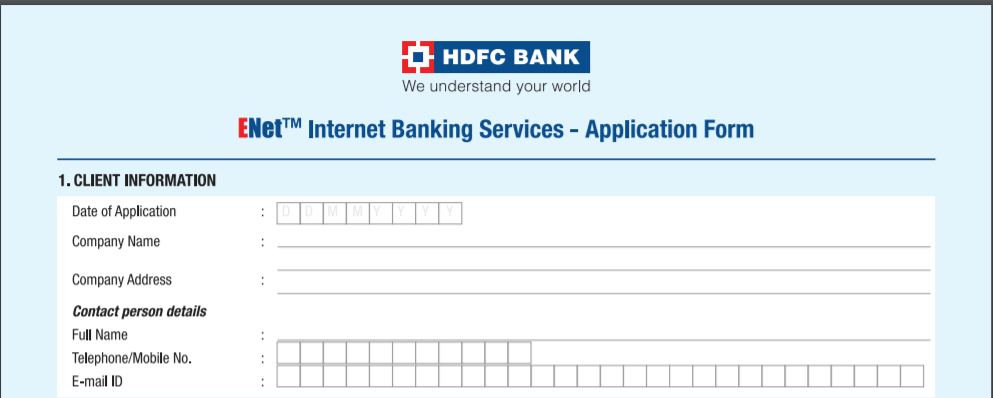 HDFC BANK
We understand your world
ENet™ Internet Banking Services - Application Form
1. CLIENT INFORMATION
Date of Application : D D M M Y Y Y Y
Company Name :
Company Address :
Contact person details
Full Name :
Telephone/Mobile No. :
E-mail ID :